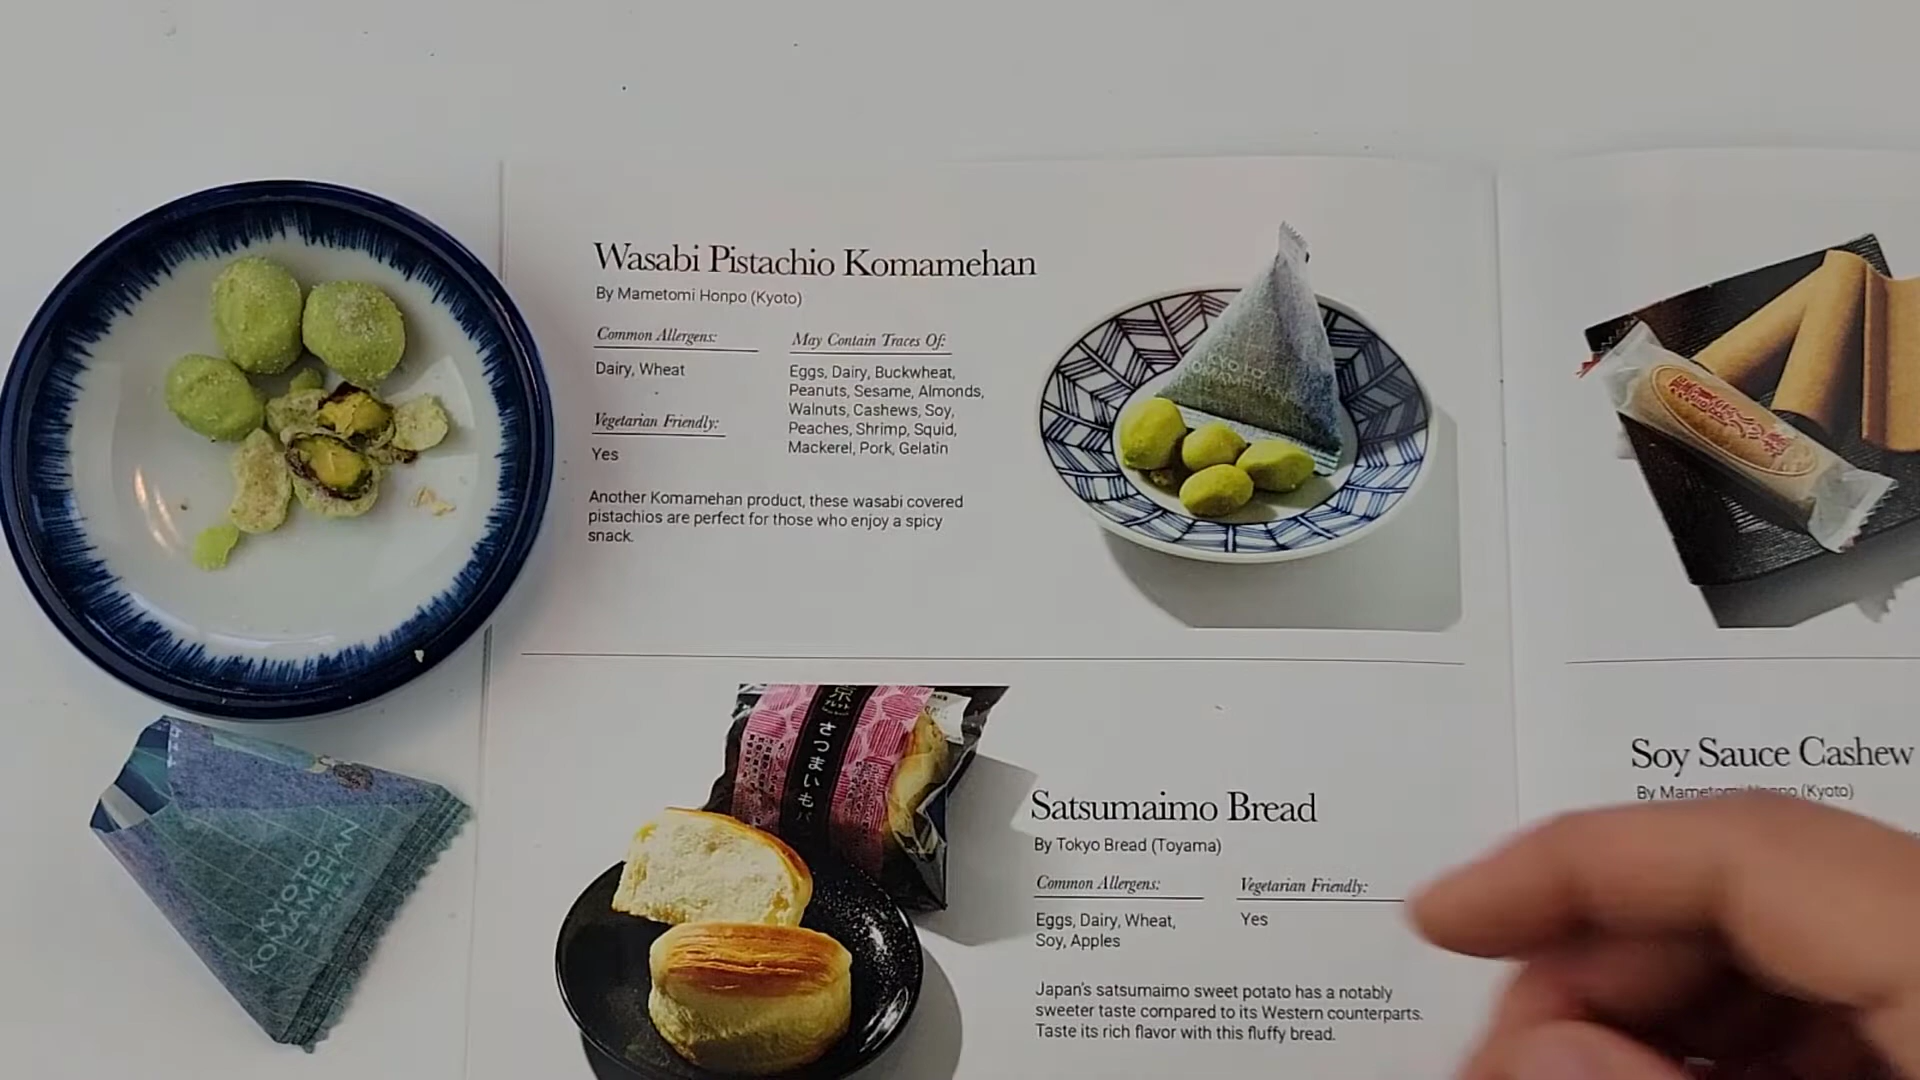 Wasabi Pistachio Komamehan
By Mametomi Honpo (Kyoto)
Common Allergens:
Dairy, Wheat
Vegetarian Friendly:
Yes
May Contain Traces Of:
Eggs, Dairy, Buckwheat,
Peanuts, Sesame, Almonds,
Walnuts, Cashews, Soy,
Peaches, Shrimp, Squid,
Mackerel, Pork, Gelatin
Another Komamehan product, these wasabi covered
pistachios are perfect for those who enjoy a spicy
snack.
さつまいもパ
Satsumaimo Bread
By Tokyo Bread (Toyama)
Common Allergens:
Eggs, Dairy, Wheat,
Soy, Apples
Vegetarian Friendly:
Yes
Japan's satsumaimo sweet potato has a notably
sweeter taste compared to its Western counterparts.
Taste its rich flavor with this fluffy bread.
Soy Sauce Cashew
By Mametomi Honpo (Kyoto)
KYOTO
KOMAMEHAN